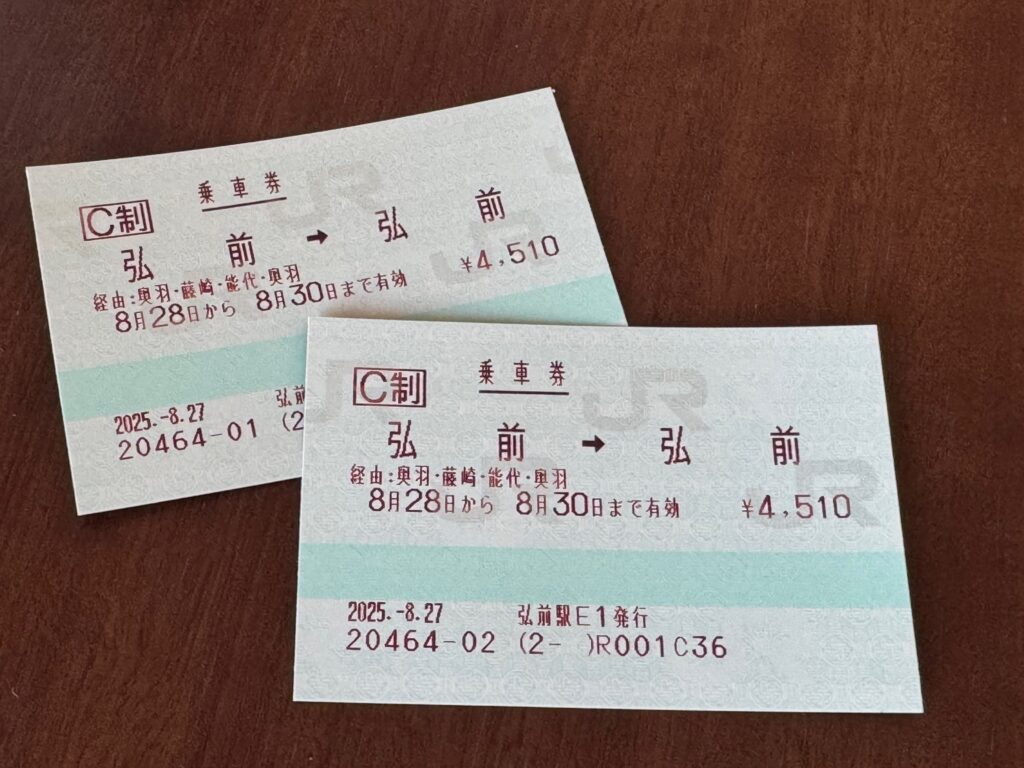 乗車券
C制
弘前→弘前
経由:奥羽・藤崎・能代・奥羽
8月28日から 8月30日まで有効 ¥4,510
2025.-8.27 弘前
20464-01 (2
乗車券
C制
弘前→弘前
経由:奥羽・藤崎・能代・奥羽
8月28日から 8月30日まで有効 ¥4,510
2025.-8.27 弘前駅E1発行
20464-02 (2- )R001C36